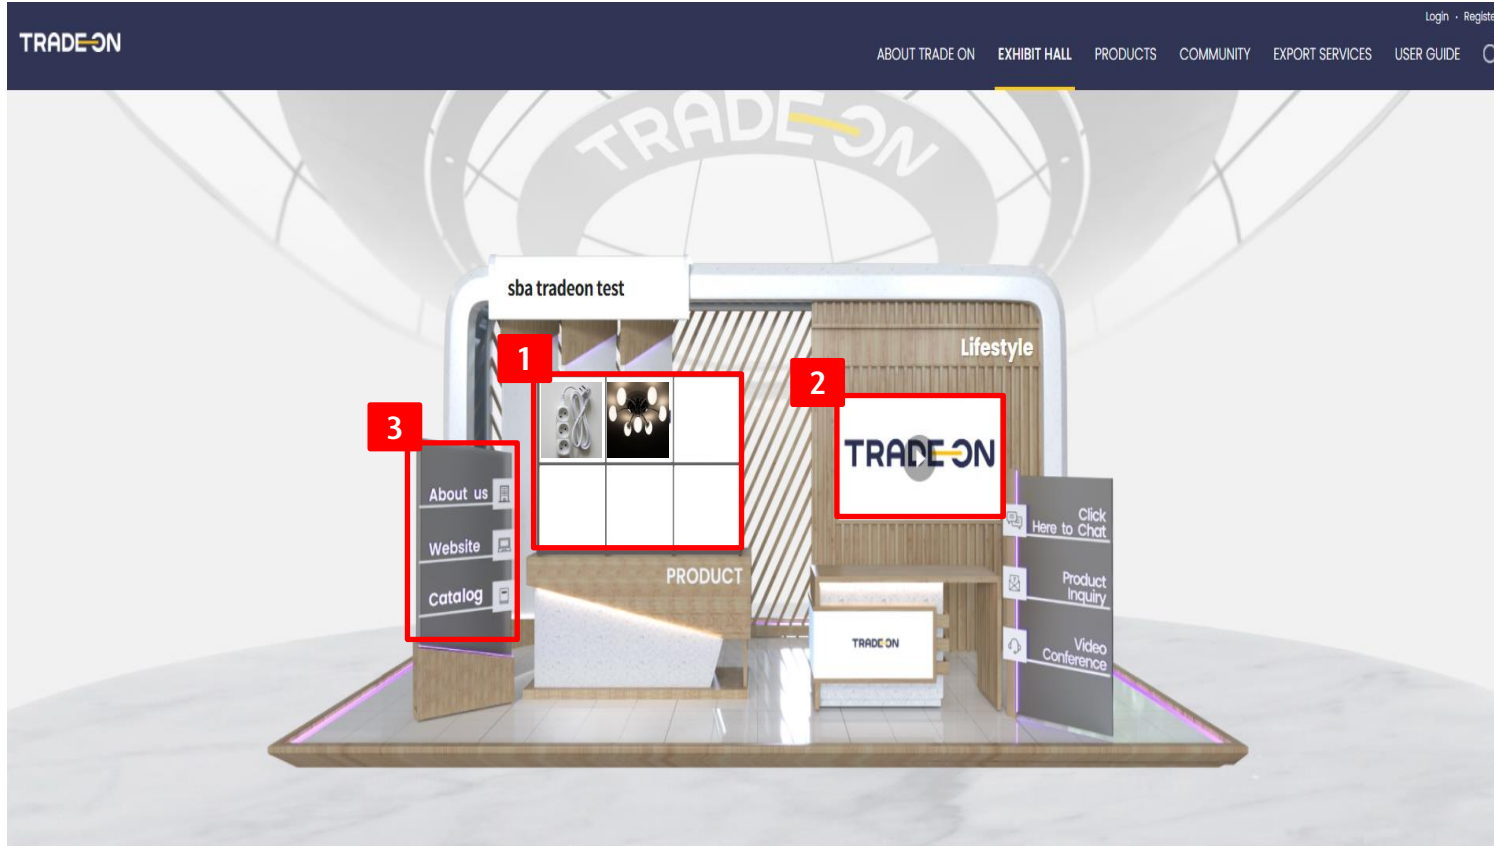 Login · Registe
TRADE ON
ABOUT TRADE ON EXHIBIT HALL PRODUCTS COMMUNITY EXPORT SERVICES USER GUIDE
TRADE ON
sba tradeon test
Lifestyle
1
2
3
TRADE ON
About us
Website
Catalog
PRODUCT
TRADE ON
Click
Here to Chat
Product
Inquiry
Video
Conference